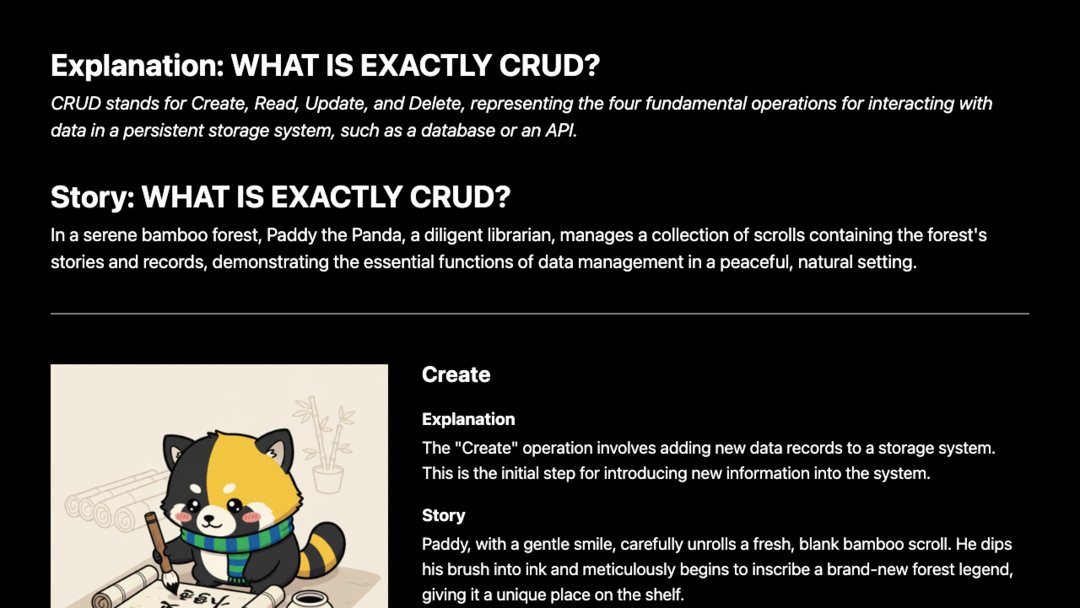 Explanation: WHAT IS EXACTLY CRUD?
CRUD stands for Create, Read, Update, and Delete, representing the four fundamental operations for interacting with
data in a persistent storage system, such as a database or an API.
Story: WHAT IS EXACTLY CRUD?
In a serene bamboo forest, Paddy the Panda, a diligent librarian, manages a collection of scrolls containing the forest's
stories and records, demonstrating the essential functions of data management in a peaceful, natural setting.
Create
Explanation
The "Create" operation involves adding new data records to a storage system.
This is the initial step for introducing new information into the system.
Story
Paddy, with a gentle smile, carefully unrolls a fresh, blank bamboo scroll. He dips
his brush into ink and meticulously begins to inscribe a brand-new forest legend,
giving it a unique place on the shelf.